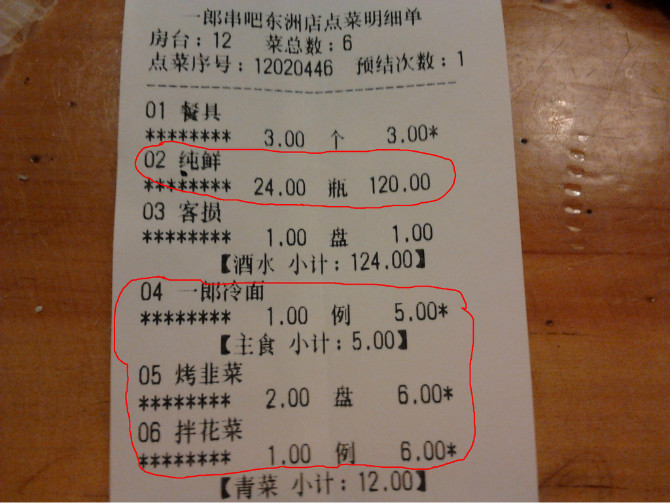 一郎串吧东洲店点菜明细单
房台：12 菜总数：6
点菜序号：12020446 预结次数：1
01 餐具
******** 3.00 个 3.00*
02 纯鲜
******** 24.00 瓶 120.00
03 客损
******** 1.00 盘 1.00
【酒水 小计：124.00】
04 一郎冷面
******** 1.00 例 5.00*
【主食 小计：5.00】
05 烤韭菜
******** 2.00 盘 6.00*
06 拌花菜
******** 1.00 例 6.00*
【青菜 小计：12.00】